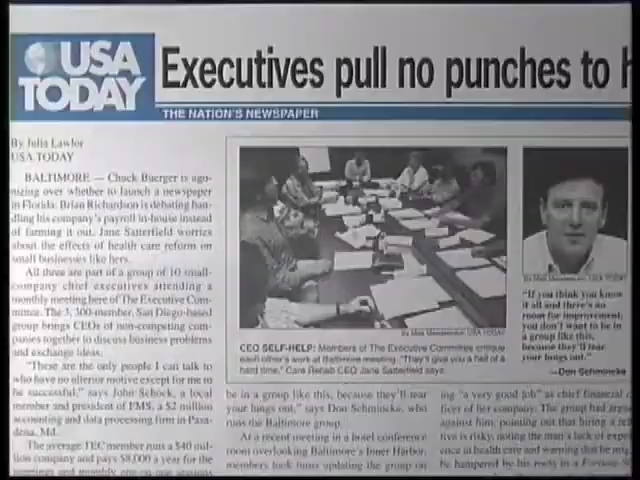 USA
TODAY
Executives pull no punches to
THE NATION'S NEWSPAPER
By Julia Lawlor
USA TODAY
BALTIMORE — Chuck Buerger is ago-
nizing over whether to launch a newspaper
in Florida. Brian Richardson is debating han-
dling his company's payroll in-house instead
of farming it out. Jane Satterfield worries
about the effects of health care reform on
small businesses like hers.
All three are part of a group of 10 small-
company chief executives attending a
monthly meeting here of The Executive Com-
mittee. The 3,300-member, San Diego-based
group brings CEOs of non-competing com-
panies together to discuss business problems
and exchange ideas.
"These are the only people I can talk to
who have no ulterior motive except for me to
be successful," says John Schock, a local
member and president of FMS, a $2 million
accounting and data processing firm in Pasa-
dena, Md.
The average TEC member runs a $40 mil-
lion company and pays $8,000 a year for the
meetings and monthly one-on-one sessions
USA TODAY
CEO SELF-HELP: Members of The Executive Committee critique
each other's work at Baltimore meeting. "They'll give you a hell of a
hard time," Care Rehab CEO Jane Satterfield says.
USA TODAY
"If you think you know
it all and there's no
room for improvement,
you don't want to be in
a group like this,
because they'll tear
your lungs out."
—Don Schmincke
be in a group like this, because they'll tear
your lungs out," says Don Schmincke, who
runs the Baltimore group.
At a recent meeting in a hotel conference
room overlooking Baltimore's Inner Harbor,
members took turns updating the group on
ing "a very good job" as chief financial
ficer of her company. The group had
against him, pointing out that hiring a
tive is risky, noting the man's lack of
ence in health care and warning that he
be hampered by his roots in a Fortune